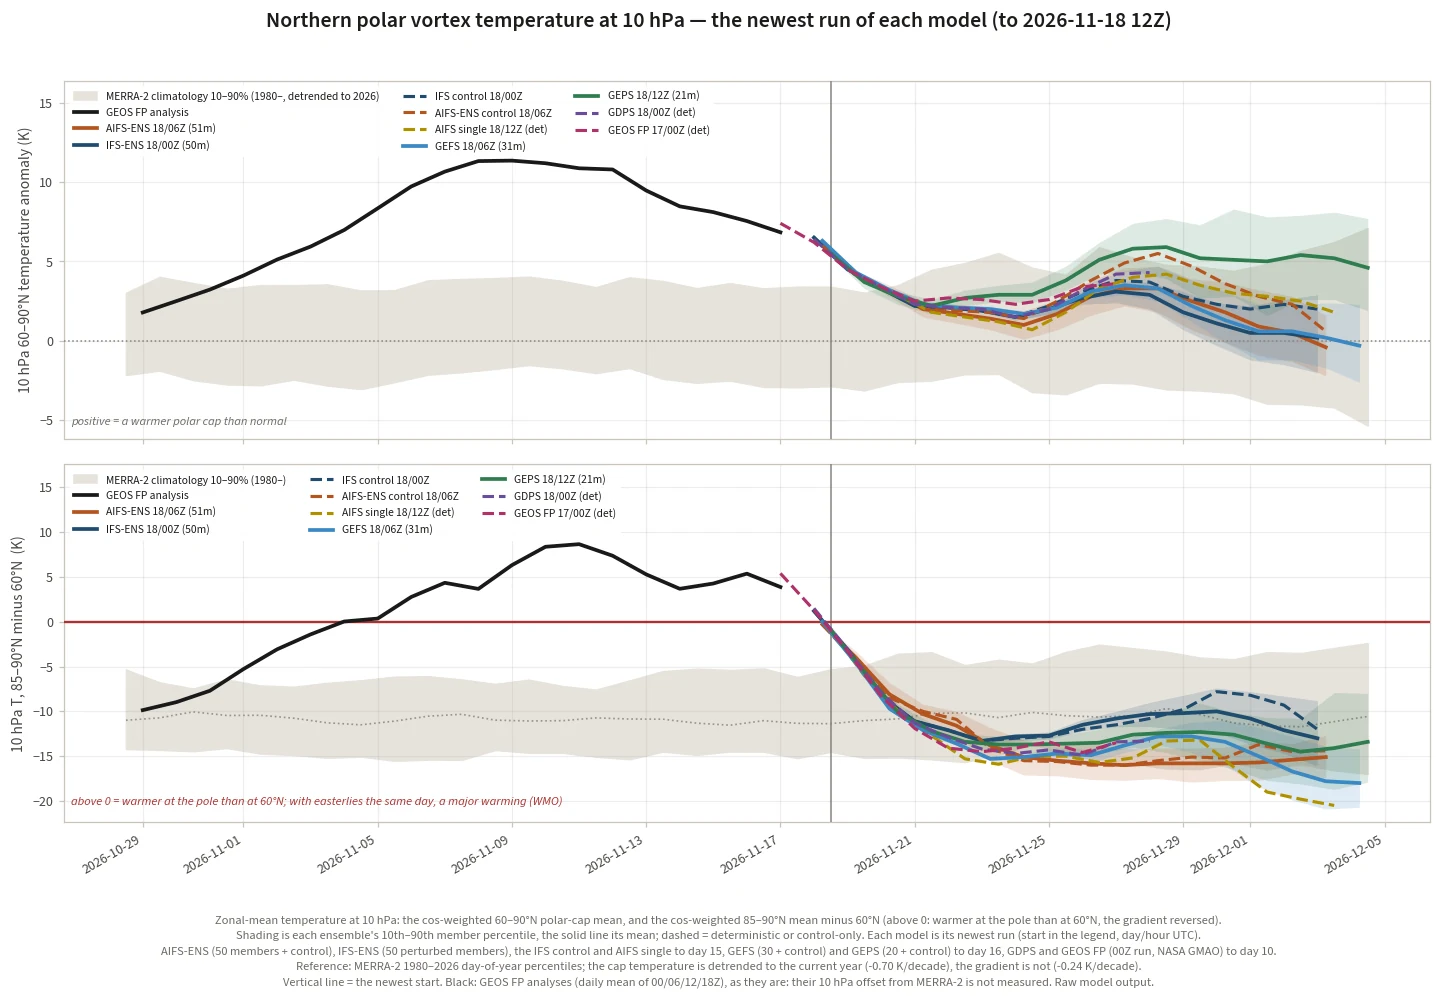 Northern polar vortex temperature at 10 hPa — the newest run of each model (to 2026-11-18 12Z)
10 hPa 60–90°N temperature anomaly (K)
15
10
5
0
−5
MERRA-2 climatology 10–90% (1980–, detrended to 2026)
GEOS FP analysis
AIFS-ENS 18/06Z (51m)
IFS-ENS 18/00Z (50m)
IFS control 18/00Z
AIFS-ENS control 18/06Z
AIFS single 18/12Z (det)
GEFS 18/06Z (31m)
GEPS 18/12Z (21m)
GDPS 18/00Z (det)
GEOS FP 17/00Z (det)
positive = a warmer polar cap than normal
10 hPa T, 85–90°N minus 60°N (K)
15
10
5
0
−5
−10
−15
−20
MERRA-2 climatology 10–90% (1980–)
GEOS FP analysis
AIFS-ENS 18/06Z (51m)
IFS-ENS 18/00Z (50m)
IFS control 18/00Z
AIFS-ENS control 18/06Z
AIFS single 18/12Z (det)
GEFS 18/06Z (31m)
GEPS 18/12Z (21m)
GDPS 18/00Z (det)
GEOS FP 17/00Z (det)
above 0 = warmer at the pole than at 60°N; with easterlies the same day, a major warming (WMO)
2026-10-29
2026-11-01
2026-11-05
2026-11-09
2026-11-13
2026-11-17
2026-11-21
2026-11-25
2026-11-29
2026-12-01
2026-12-05
Zonal-mean temperature at 10 hPa: the cos-weighted 60–90°N polar-cap mean, and the cos-weighted 85–90°N mean minus 60°N (above 0: warmer at the pole than at 60°N, the gradient reversed).
Shading is each ensemble's 10th–90th member percentile, the solid line its mean; dashed = deterministic or control-only. Each model is its newest run (start in the legend, day/hour UTC).
AIFS-ENS (50 members + control), IFS-ENS (50 perturbed members), the IFS control and AIFS single to day 15, GEFS (30 + control) and GEPS (20 + control) to day 16, GDPS and GEOS FP (00Z run, NASA GMAO) to day 10.
Reference: MERRA-2 1980–2026 day-of-year percentiles; the cap temperature is detrended to the current year (-0.70 K/decade), the gradient is not (-0.24 K/decade).
Vertical line = the newest start. Black: GEOS FP analyses (daily mean of 00/06/12/18Z), as they are: their 10 hPa offset from MERRA-2 is not measured. Raw model output.